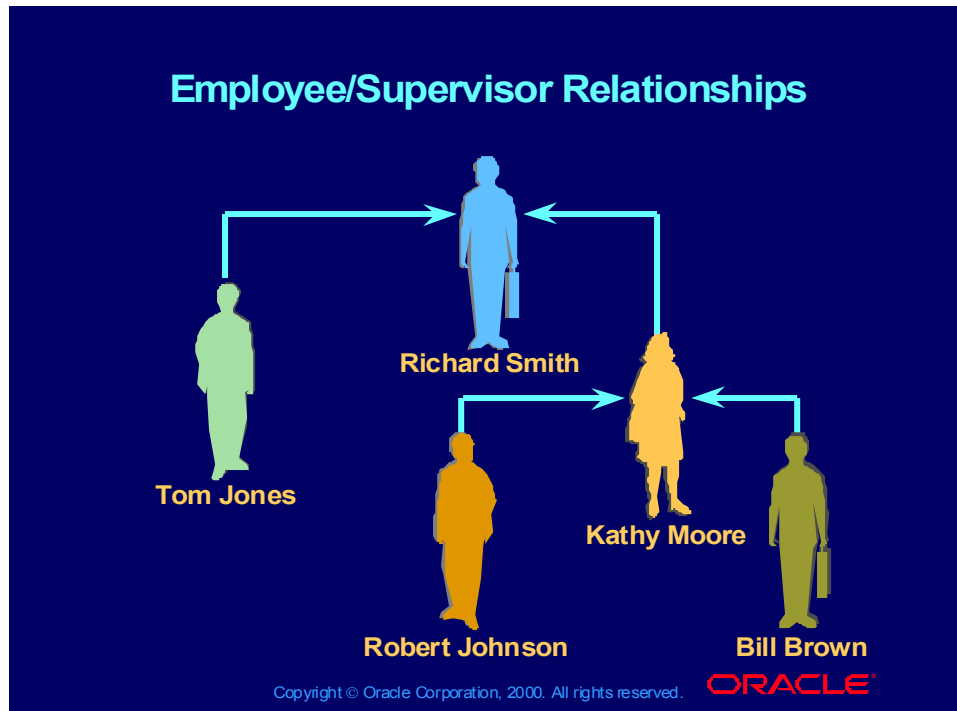 Employee/Supervisor Relationships
Richard Smith
Tom Jones
Kathy Moore
Robert Johnson
Bill Brown
Copyright © Oracle Corporation, 2000. All rights reserved.
ORACLE®